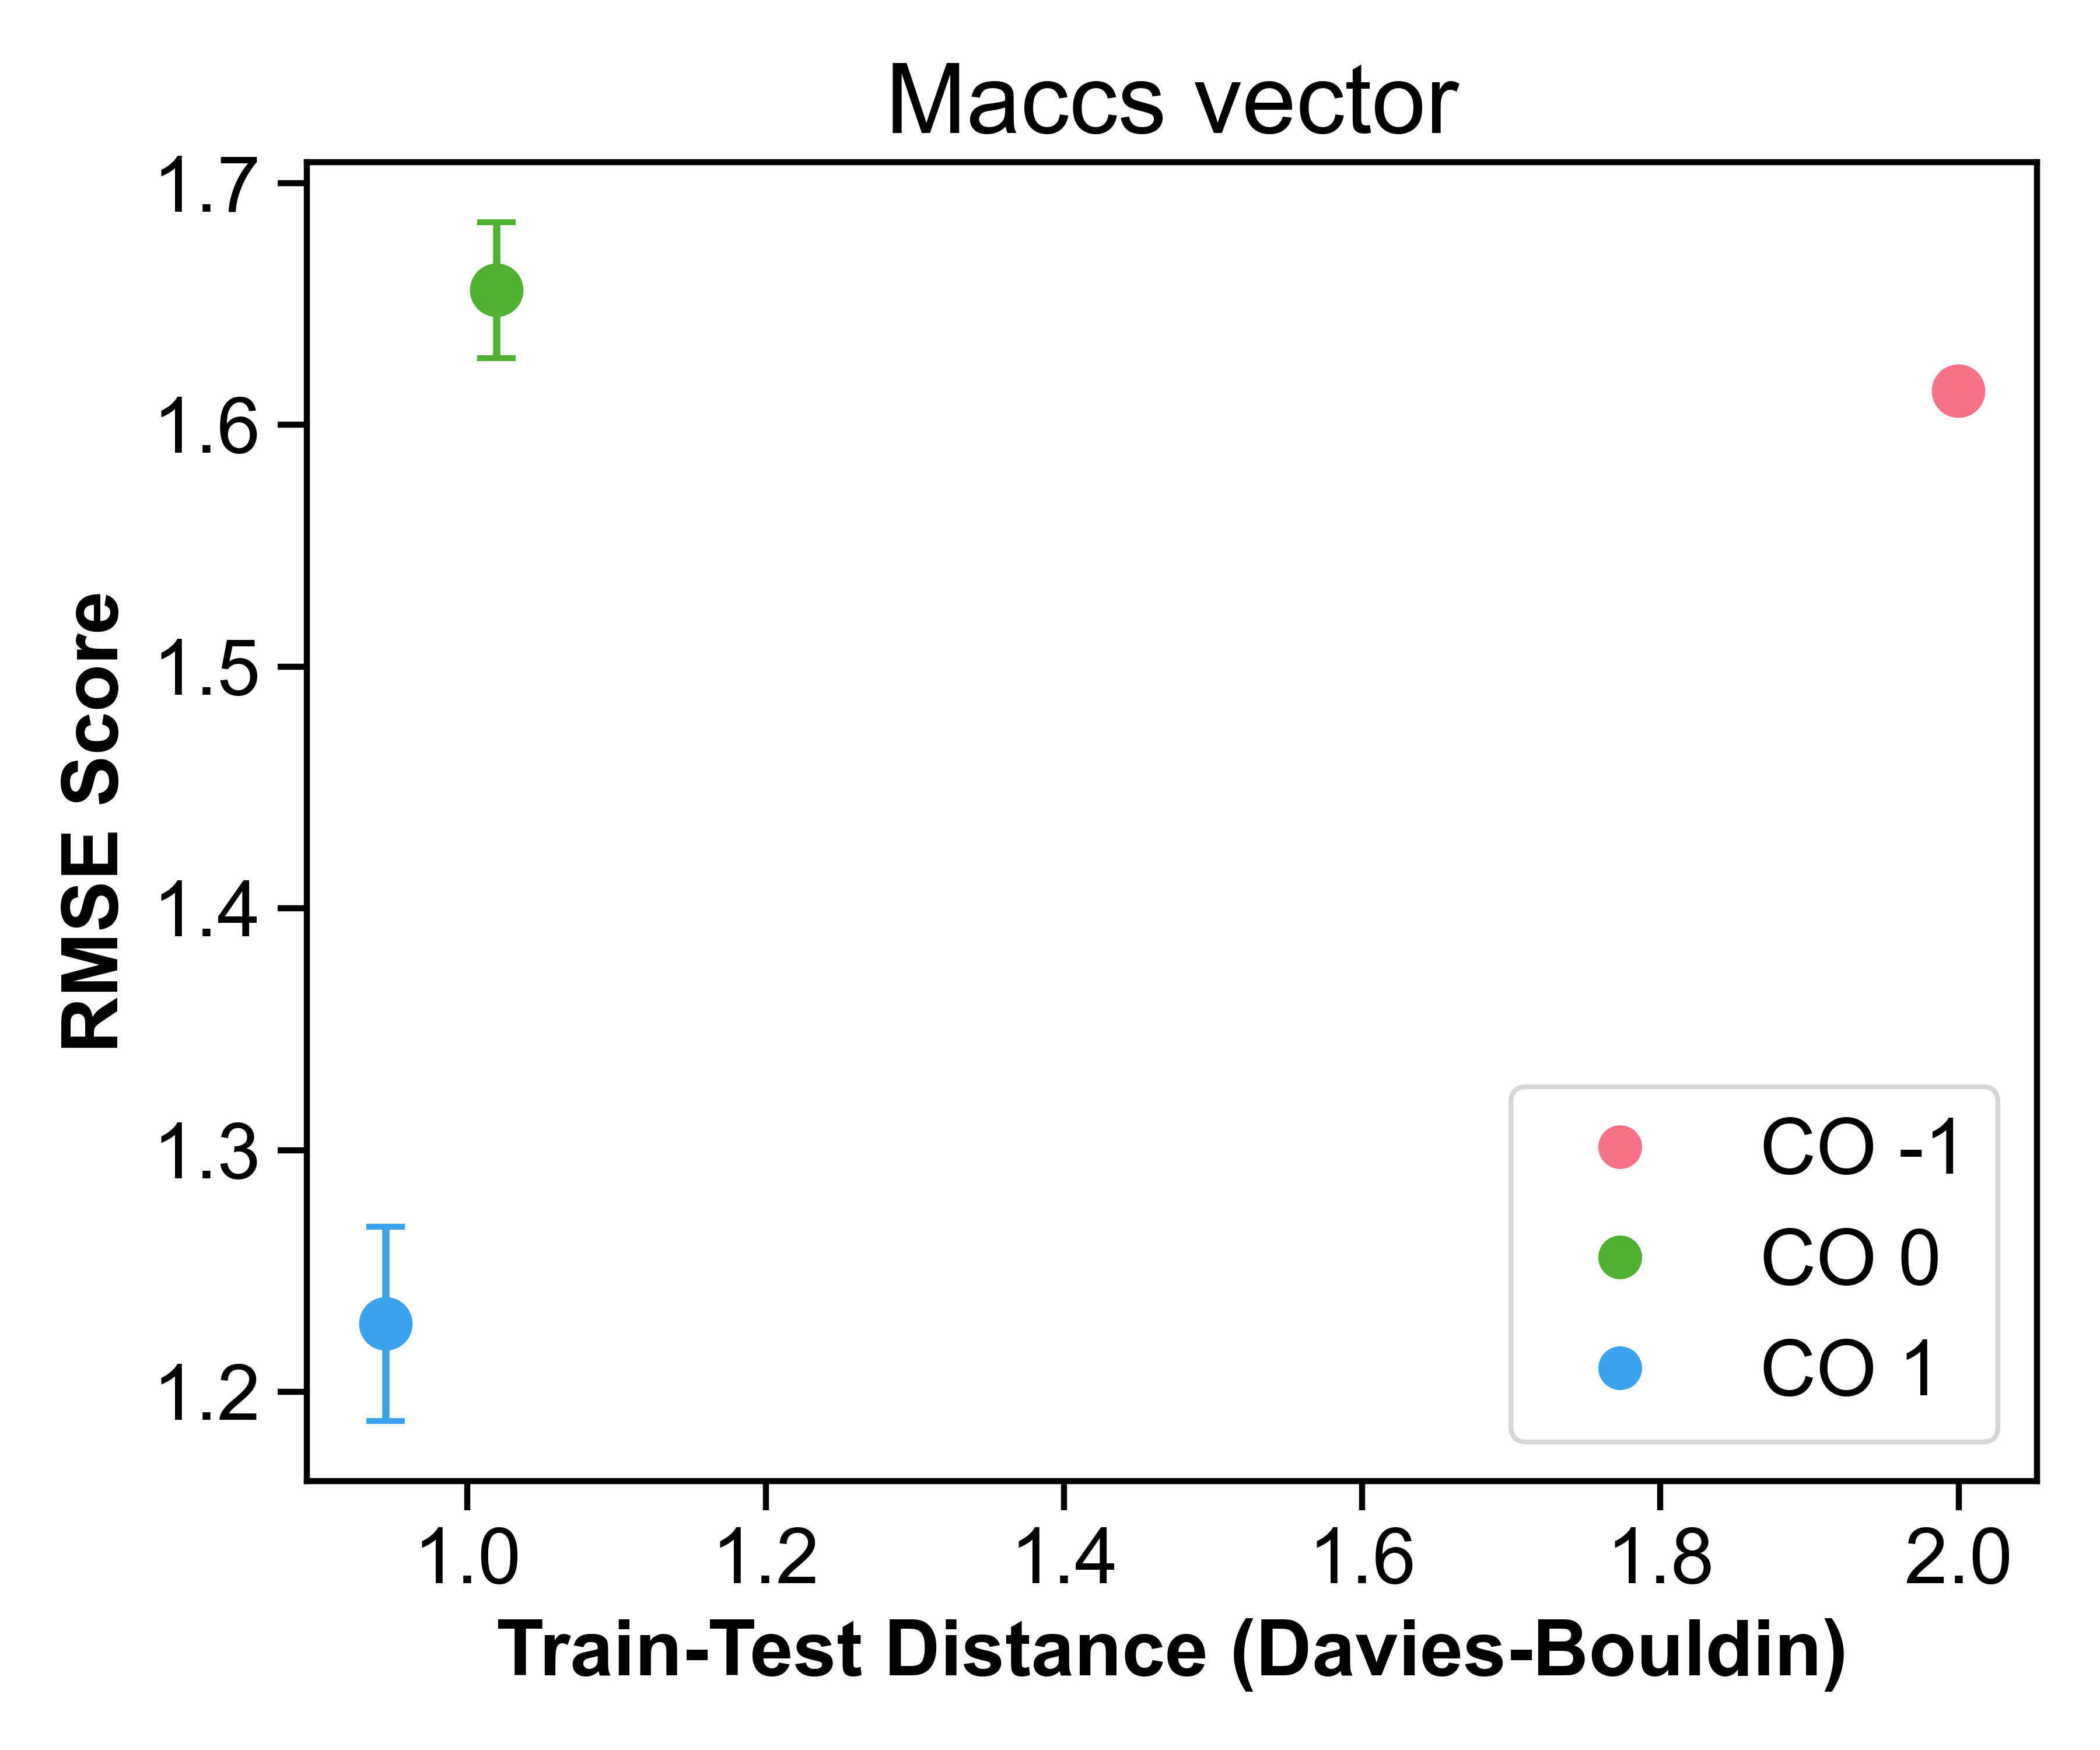 Maccs vector
1.7
1.6
1.5
1.4
1.3
1.2
RMSE Score
CO -1
CO 0
CO 1
1.0 1.2 1.4 1.6 1.8 2.0
Train-Test Distance (Davies-Bouldin)